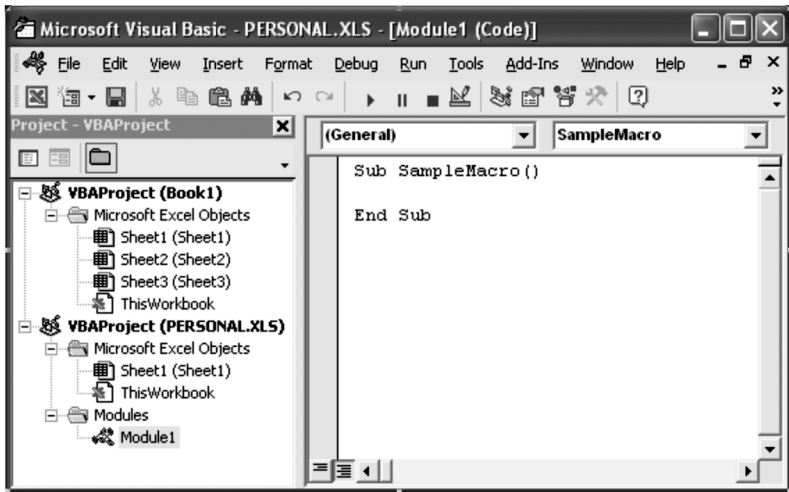 Microsoft Visual Basic - PERSONAL.XLS - [Module1 (Code)]
File Edit View Insert Format Debug Run Tools Add-Ins Window Help
Project - VBAProject
(General) SampleMacro
VBAProject (Book1)
Microsoft Excel Objects
Sheet1 (Sheet1)
Sheet2 (Sheet2)
Sheet3 (Sheet3)
ThisWorkbook
VBAProject (PERSONAL.XLS)
Microsoft Excel Objects
Sheet1 (Sheet1)
ThisWorkbook
Modules
Module1
Sub SampleMacro()
End Sub